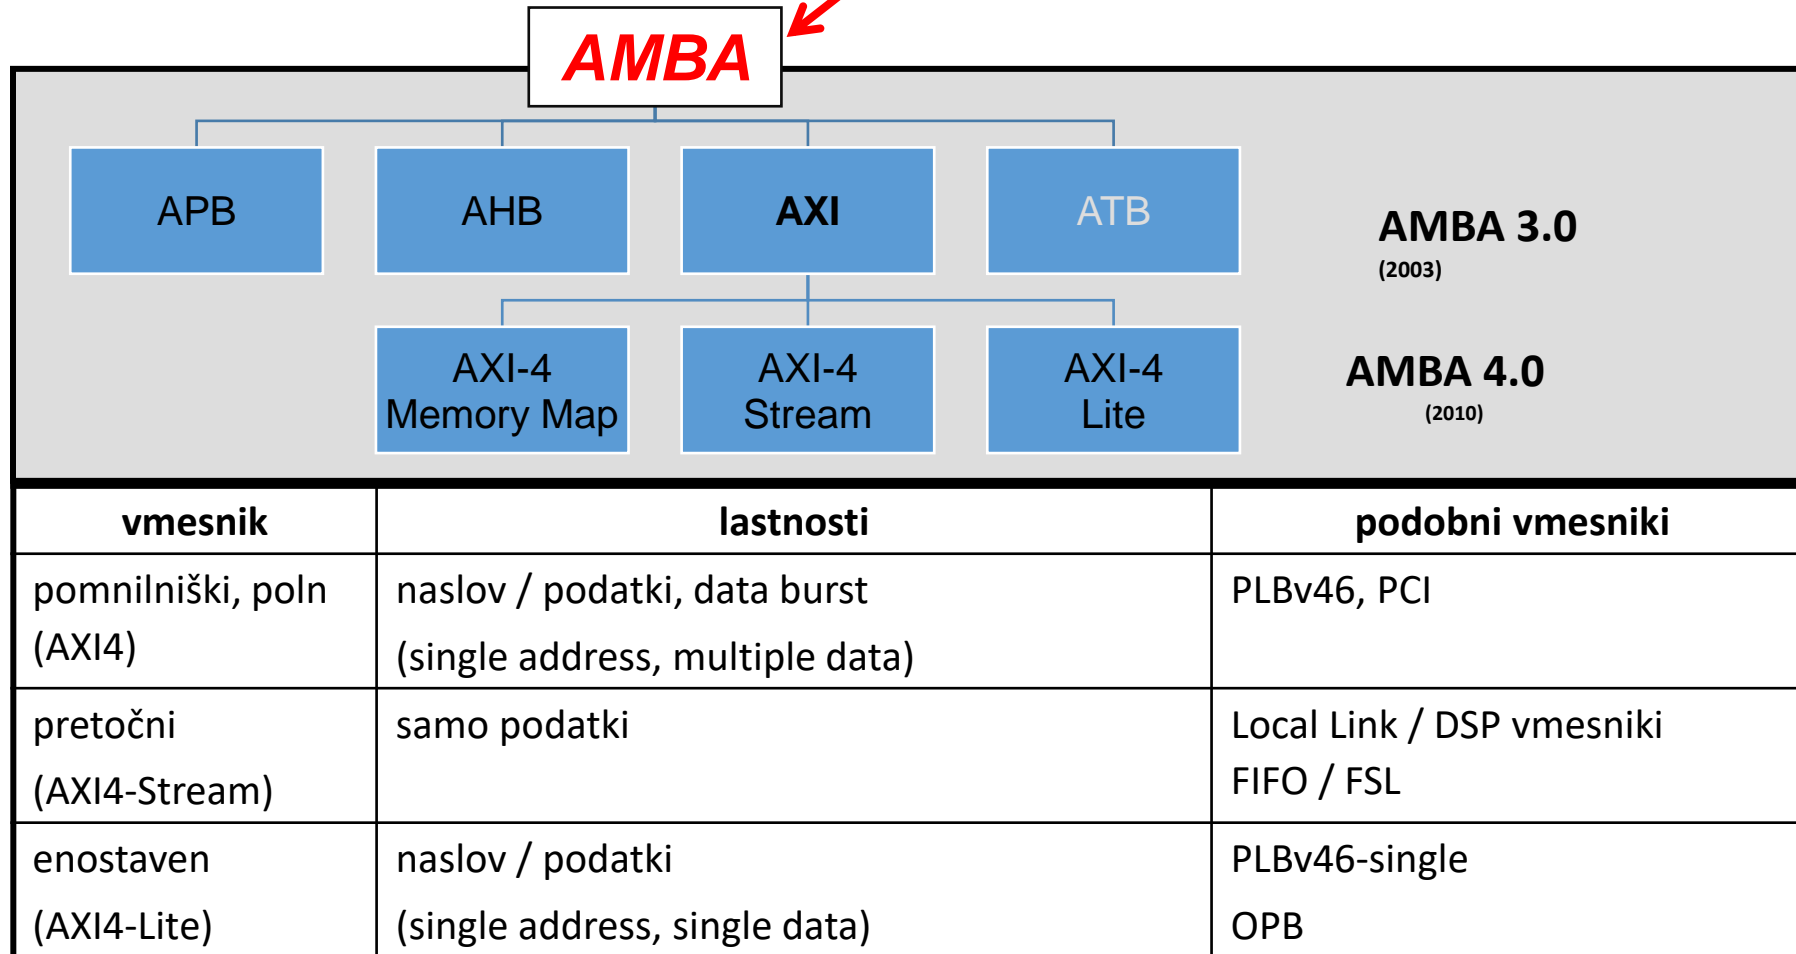 AMBA
APB
AHB
AXI
ATB
AMBA 3.0
(2003)
AXI-4
Memory Map
AXI-4
Stream
AXI-4
Lite
AMBA 4.0
(2010)
vmesnik
lastnosti
podobni vmesniki
pomnilniški, poln
(AXI4)
naslov / podatki, data burst
(single address, multiple data)
PLBv46, PCI
pretočni
(AXI4-Stream)
samo podatki
Local Link / DSP vmesniki
FIFO / FSL
enostaven
(AXI4-Lite)
naslov / podatki
(single address, single data)
PLBv46-single
OPB